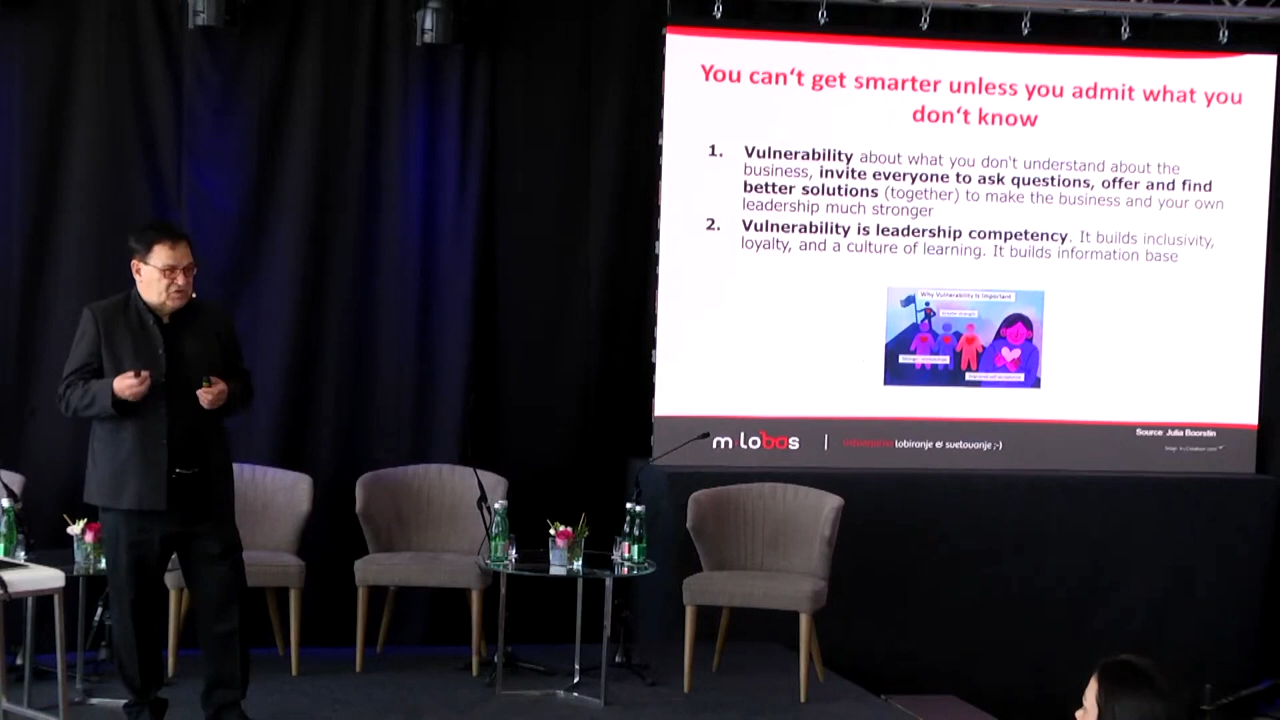 You can't get smarter unless you admit what you
don't know
1. Vulnerability about what you don't understand about the
business, invite everyone to ask questions, offer and find
better solutions (together) to make the business and your own
leadership much stronger
2. Vulnerability is leadership competency. It builds inclusivity,
loyalty, and a culture of learning. It builds information base
Why Vulnerability Is Important
Source: Julia Boorstin
m·lobos
lobiranje & svetovanje ;-)